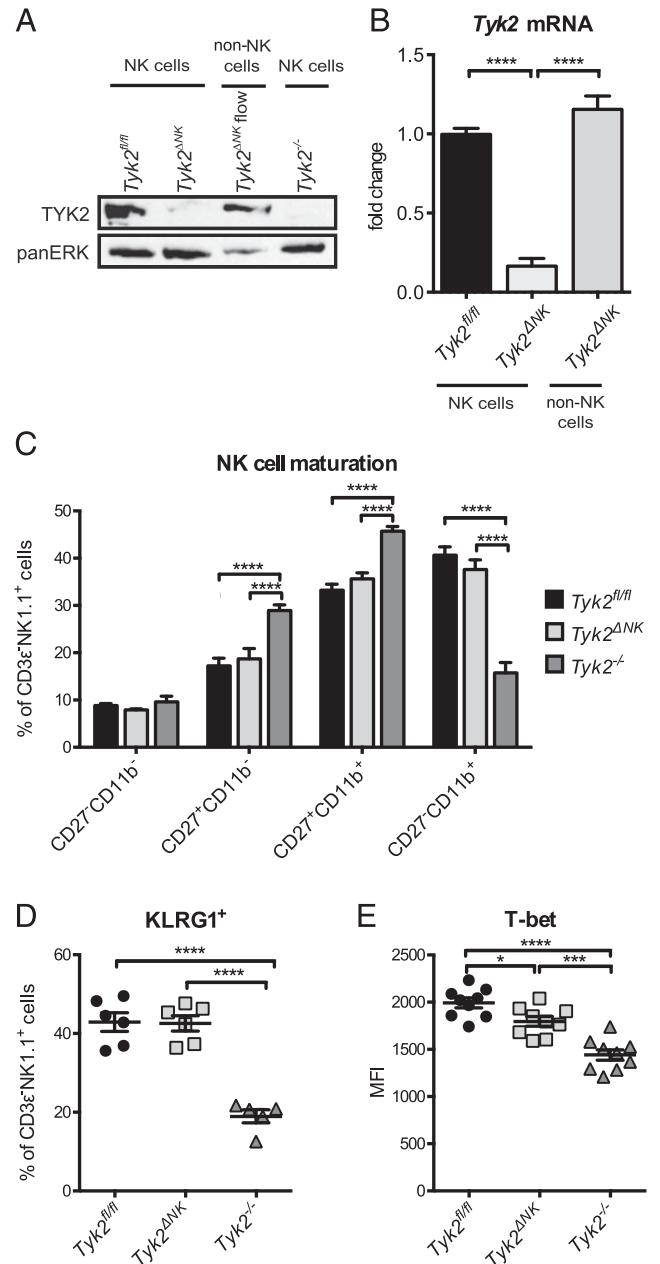 A
NK cells
non-NK
cells
NK cells
Tyk2fl/fl
Tyk2ΔNK
Tyk2ΔNK flow
Tyk2-/-
TYK2
panERK
B
Tyk2 mRNA
**** ****
fold change
1.5
1.0
0.5
0.0
Tyk2fl/fl
Tyk2ΔNK
Tyk2ΔNK
NK cells
non-NK
cells
C
NK cell maturation
% of CD3ε-NK1.1+ cells
50
40
30
20
10
0
****
****
****
****
****
****
Tyk2fl/fl
Tyk2ΔNK
Tyk2-/-
CD27-CD11b-
CD27+CD11b-
CD27+CD11b+
CD27-CD11b+
D
KLRG1+
% of CD3ε-NK1.1+ cells
60
40
20
0
****
****
Tyk2fl/fl
Tyk2ΔNK
Tyk2-/-
E
T-bet
MFI
2500
2000
1500
1000
500
0
****
* ***
Tyk2fl/fl
Tyk2ΔNK
Tyk2-/-